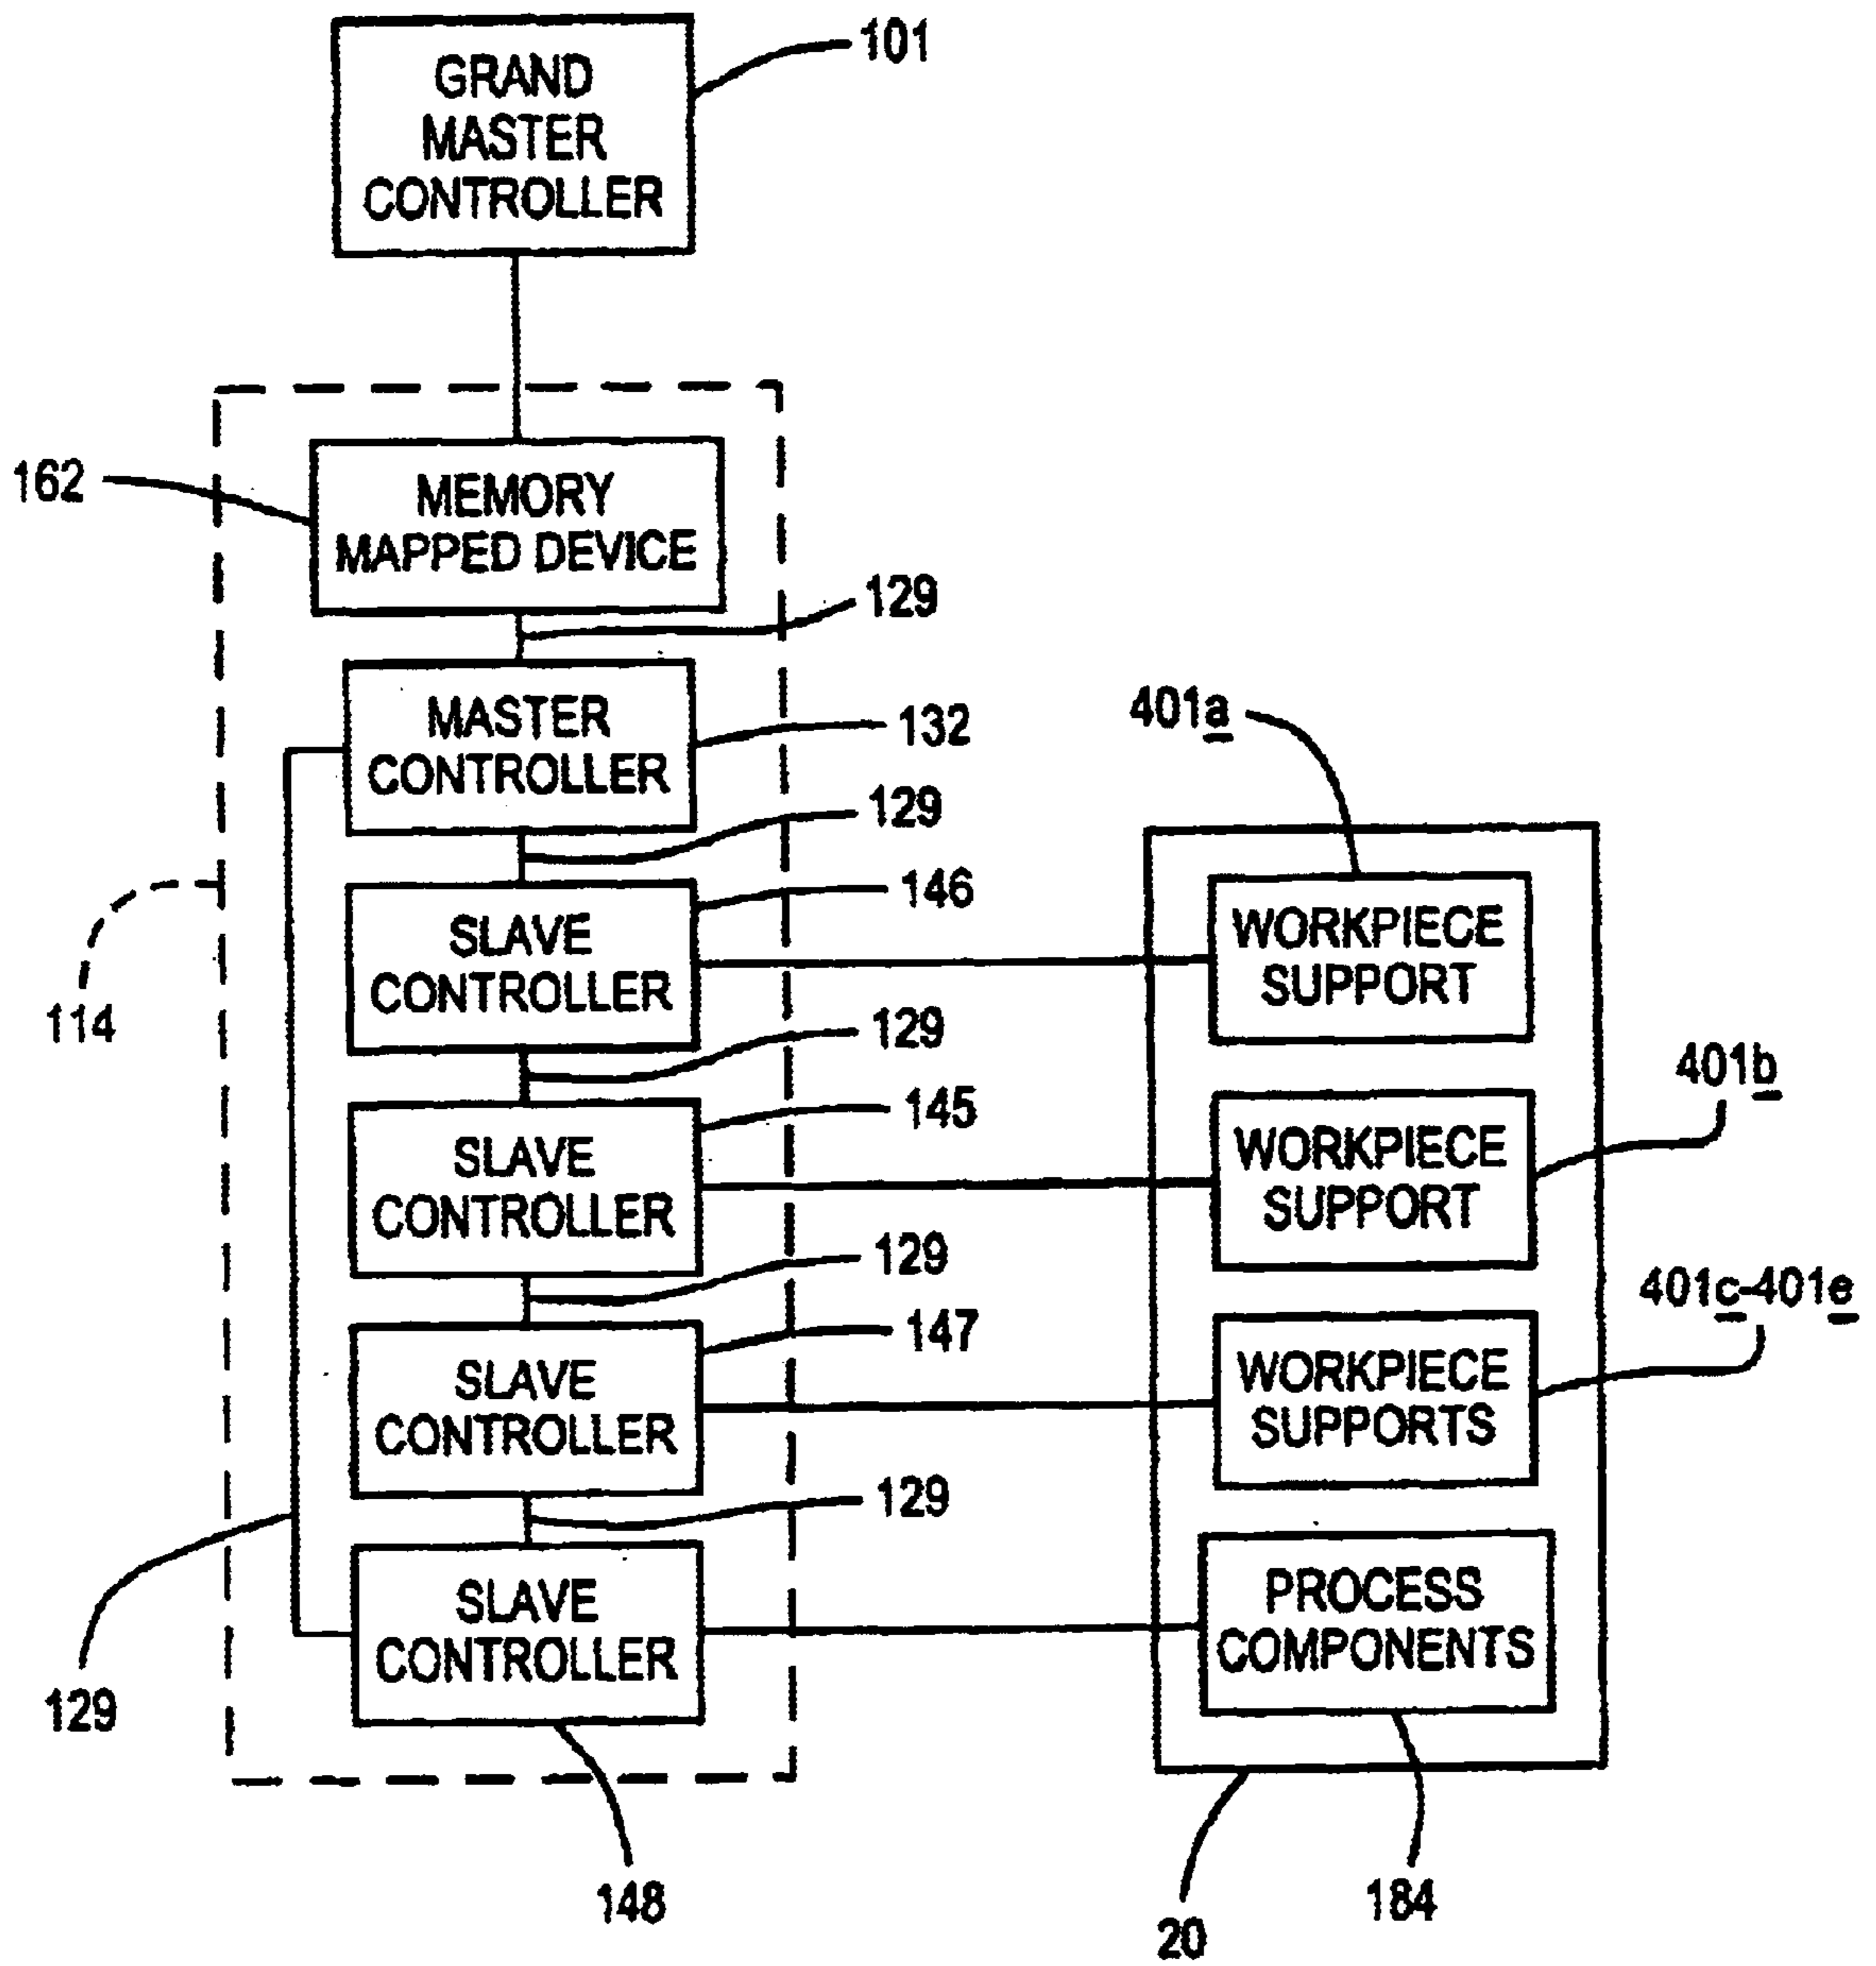 101
GRAND
MASTER
CONTROLLER
162
MEMORY
MAPPED DEVICE
129
MASTER
CONTROLLER
132
401a
129
SLAVE
CONTROLLER
146
WORKPIECE
SUPPORT
114
129
401b
SLAVE
CONTROLLER
145
WORKPIECE
SUPPORT
129
401c-401e
SLAVE
CONTROLLER
147
WORKPIECE
SUPPORTS
129
SLAVE
CONTROLLER
PROCESS
COMPONENTS
129
148
184
20